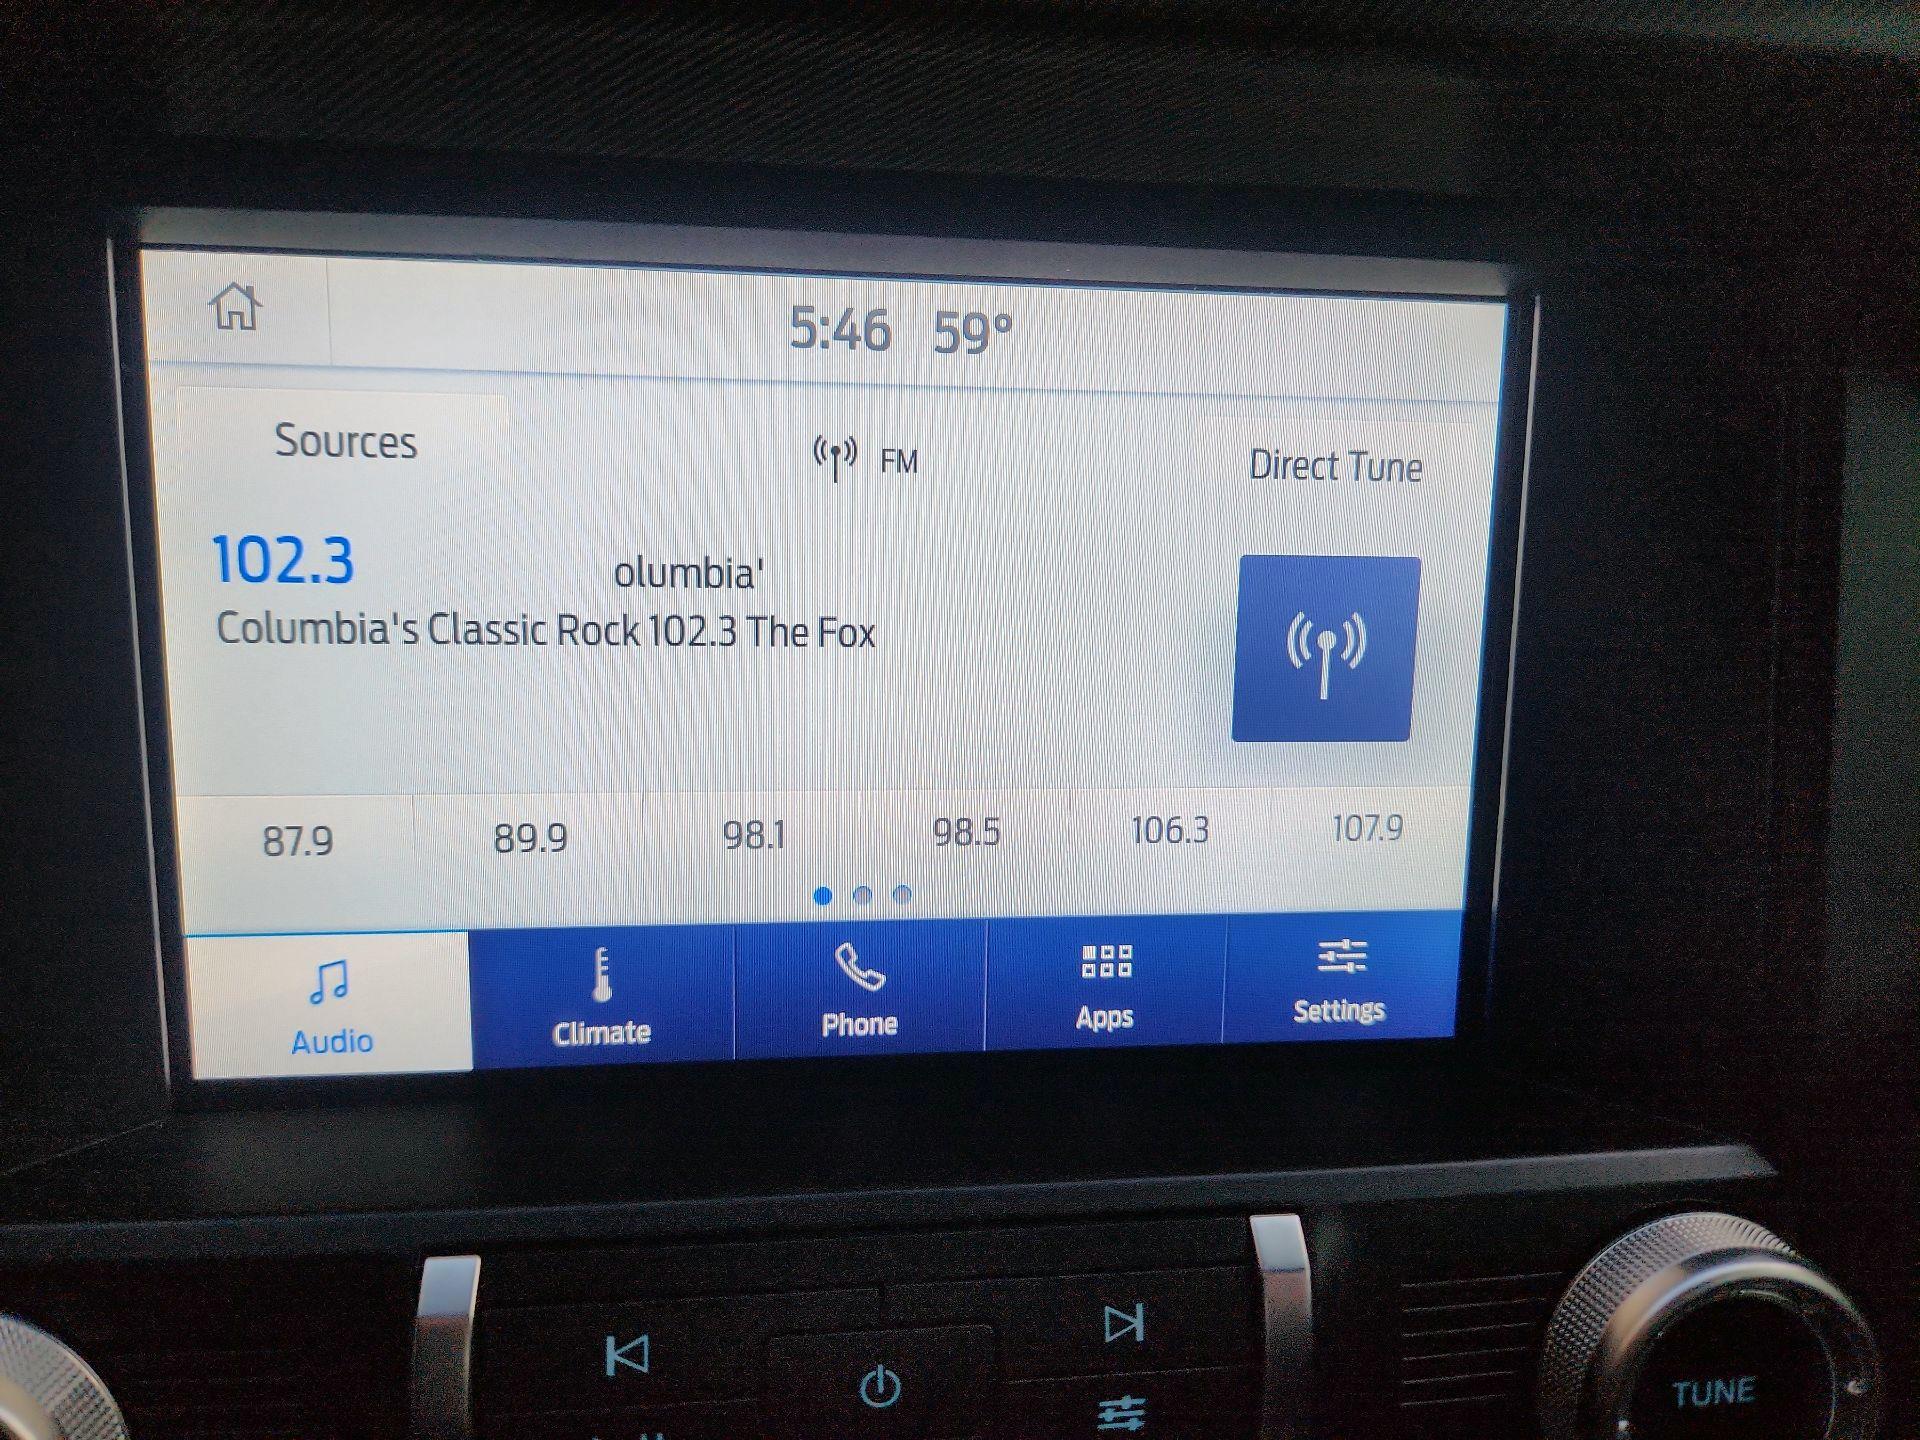 5:46 59°
Sources FM Direct Tune
102.3 olumbia'
Columbia's Classic Rock 102.3 The Fox
87.9 89.9 98.1 98.5 106.3 107.9
Audio Climate Phone Apps Settings
TUNE